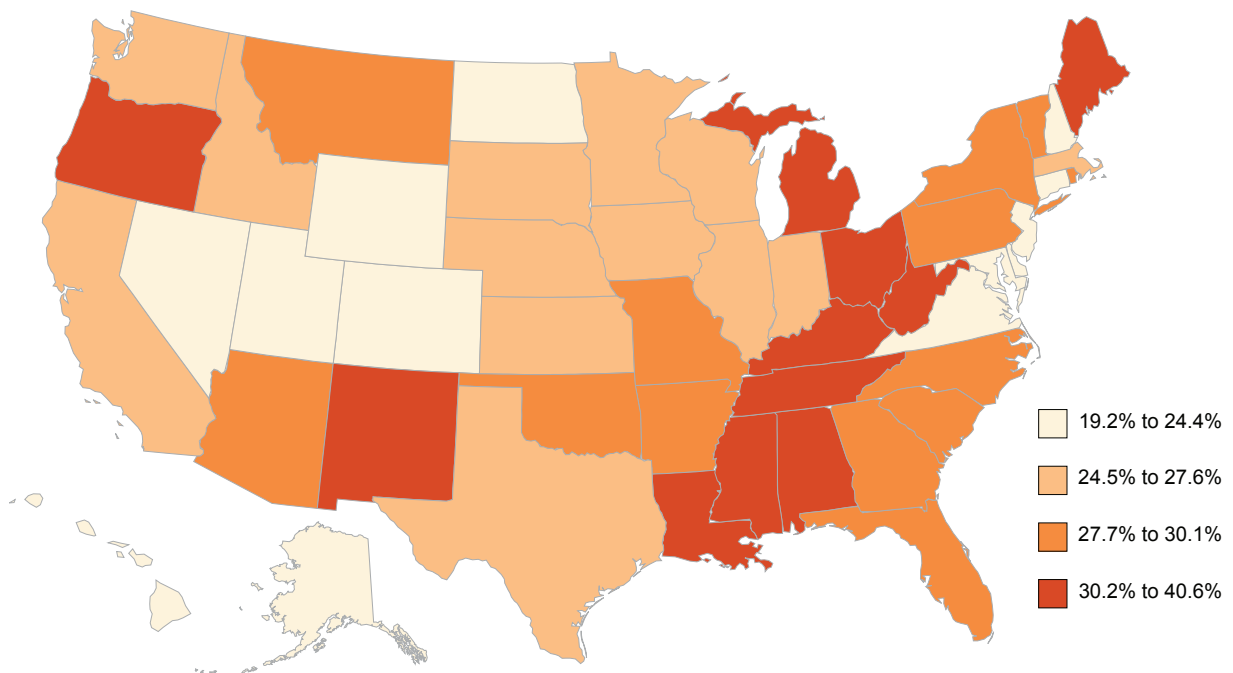 19.2% to 24.4%
24.5% to 27.6%
27.7% to 30.1%
30.2% to 40.6%